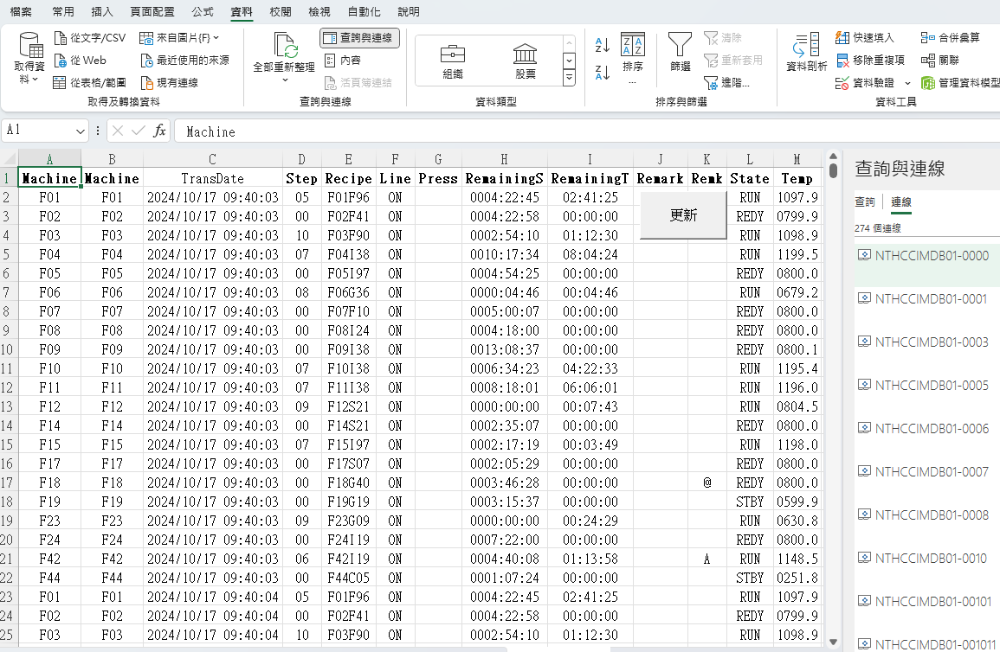 檔案 常用 插入 頁面配置 公式 資料 校閱 檢視 自動化 說明
取得資料
從文字/CSV
從 Web
從表格/範圍
來自圖片(F)
最近使用的來源
現有連線
取得及轉換資料
全部重新整理
查詢與連線
內容
活頁簿連結
查詢與連線
組織
股票
資料類型
排序...
篩選
清除
重新套用
進階...
排序與篩選
資料剖析
快速填入
移除重複項
資料驗證
合併彙算
關聯
管理資料模型
資料工具
A1 fx Machine
A B C D E F G H I J K L M
1 Machine Machine TransDate Step Recipe Line Press RemainingS RemainingT Remark Remk State Temp
2 F01 F01 2024/10/17 09:40:03 05 F01F96 ON 0004:22:45 02:41:25 RUN 1097.9
3 F02 F02 2024/10/17 09:40:03 00 F02F41 ON 0004:22:58 00:00:00 REDY 0799.9
4 F03 F03 2024/10/17 09:40:03 10 F03F90 ON 0002:54:10 01:12:30 RUN 1098.9
更新
5 F04 F04 2024/10/17 09:40:03 07 F04I38 ON 0010:17:34 08:04:24 RUN 1199.5
6 F05 F05 2024/10/17 09:40:03 00 F05I97 ON 0004:54:25 00:00:00 REDY 0800.0
7 F06 F06 2024/10/17 09:40:03 08 F06G36 ON 0000:04:46 00:04:46 RUN 0679.2
8 F07 F07 2024/10/17 09:40:03 00 F07F10 ON 0005:00:07 00:00:00 REDY 0800.0
9 F08 F08 2024/10/17 09:40:03 00 F08I24 ON 0004:18:00 00:00:00 REDY 0800.0
10 F09 F09 2024/10/17 09:40:03 00 F09I38 ON 0013:08:37 00:00:00 REDY 0800.1
11 F10 F10 2024/10/17 09:40:03 07 F10I38 ON 0006:34:23 04:22:33 RUN 1195.4
12 F11 F11 2024/10/17 09:40:03 07 F11I38 ON 0008:18:01 06:06:01 RUN 1196.0
13 F12 F12 2024/10/17 09:40:03 09 F12S21 ON 0000:00:00 00:07:43 RUN 0804.5
14 F14 F14 2024/10/17 09:40:03 00 F14S21 ON 0002:35:07 00:00:00 REDY 0800.0
15 F15 F15 2024/10/17 09:40:03 07 F15I97 ON 0002:17:19 00:03:49 RUN 1198.0
16 F17 F17 2024/10/17 09:40:03 00 F17S07 ON 0002:05:29 00:00:00 REDY 0800.0
17 F18 F18 2024/10/17 09:40:03 00 F18G40 ON 0003:46:28 00:00:00 @ REDY 0800.0
18 F19 F19 2024/10/17 09:40:03 00 F19G19 ON 0003:15:37 00:00:00 STBY 0599.9
19 F23 F23 2024/10/17 09:40:03 09 F23G09 ON 0000:00:00 00:24:29 RUN 0630.8
20 F24 F24 2024/10/17 09:40:03 00 F24I19 ON 0007:22:00 00:00:00 REDY 0800.0
21 F42 F42 2024/10/17 09:40:03 06 F42I19 ON 0004:40:08 01:13:58 A RUN 1148.5
22 F44 F44 2024/10/17 09:40:03 00 F44C05 ON 0001:07:24 00:00:00 STBY 0251.8
23 F01 F01 2024/10/17 09:40:04 05 F01F96 ON 0004:22:45 02:41:25 RUN 1097.9
24 F02 F02 2024/10/17 09:40:04 00 F02F41 ON 0004:22:58 00:00:00 REDY 0799.9
25 F03 F03 2024/10/17 09:40:04 10 F03F90 ON 0002:54:10 01:12:30 RUN 1098.9
查詢與連線
查詢 連線
274 個連線
NTHCCIMDB01-0000
NTHCCIMDB01-0001
NTHCCIMDB01-0003
NTHCCIMDB01-0005
NTHCCIMDB01-0006
NTHCCIMDB01-0007
NTHCCIMDB01-0008
NTHCCIMDB01-0010
NTHCCIMDB01-00101
NTHCCIMDB01-001011